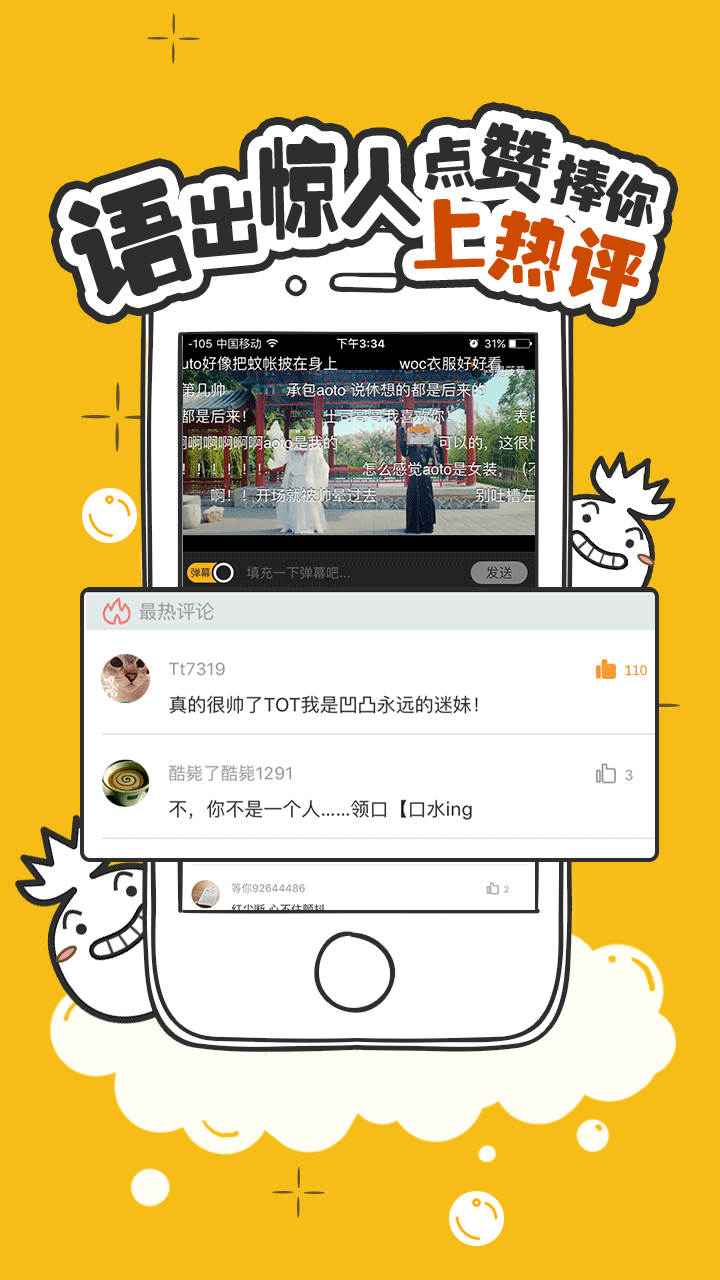 语出惊人点赞捧你
上热评
-105 中国移动 下午3:34 31%
uto好像把蚊帐披在身上 woc衣服好好看
第几帅 承包aoto 说休想的都是后来的
都是后来! 土司哥哥我喜欢你! 表白
啊啊啊啊啊aoto是我的 可以的，这很
！！！！！！ 怎么感觉aoto是女装，（不
啊！！开场就被帅晕过去 别吐槽左
弹幕 填充一下弹幕吧... 发送
最热评论
Tt7319 110
真的很帅了TOT我是凹凸永远的迷妹！
酷毙了酷毙1291 3
不，你不是一个人……领口【口水ing
等你92644486 2
红尘断 心不住颤抖